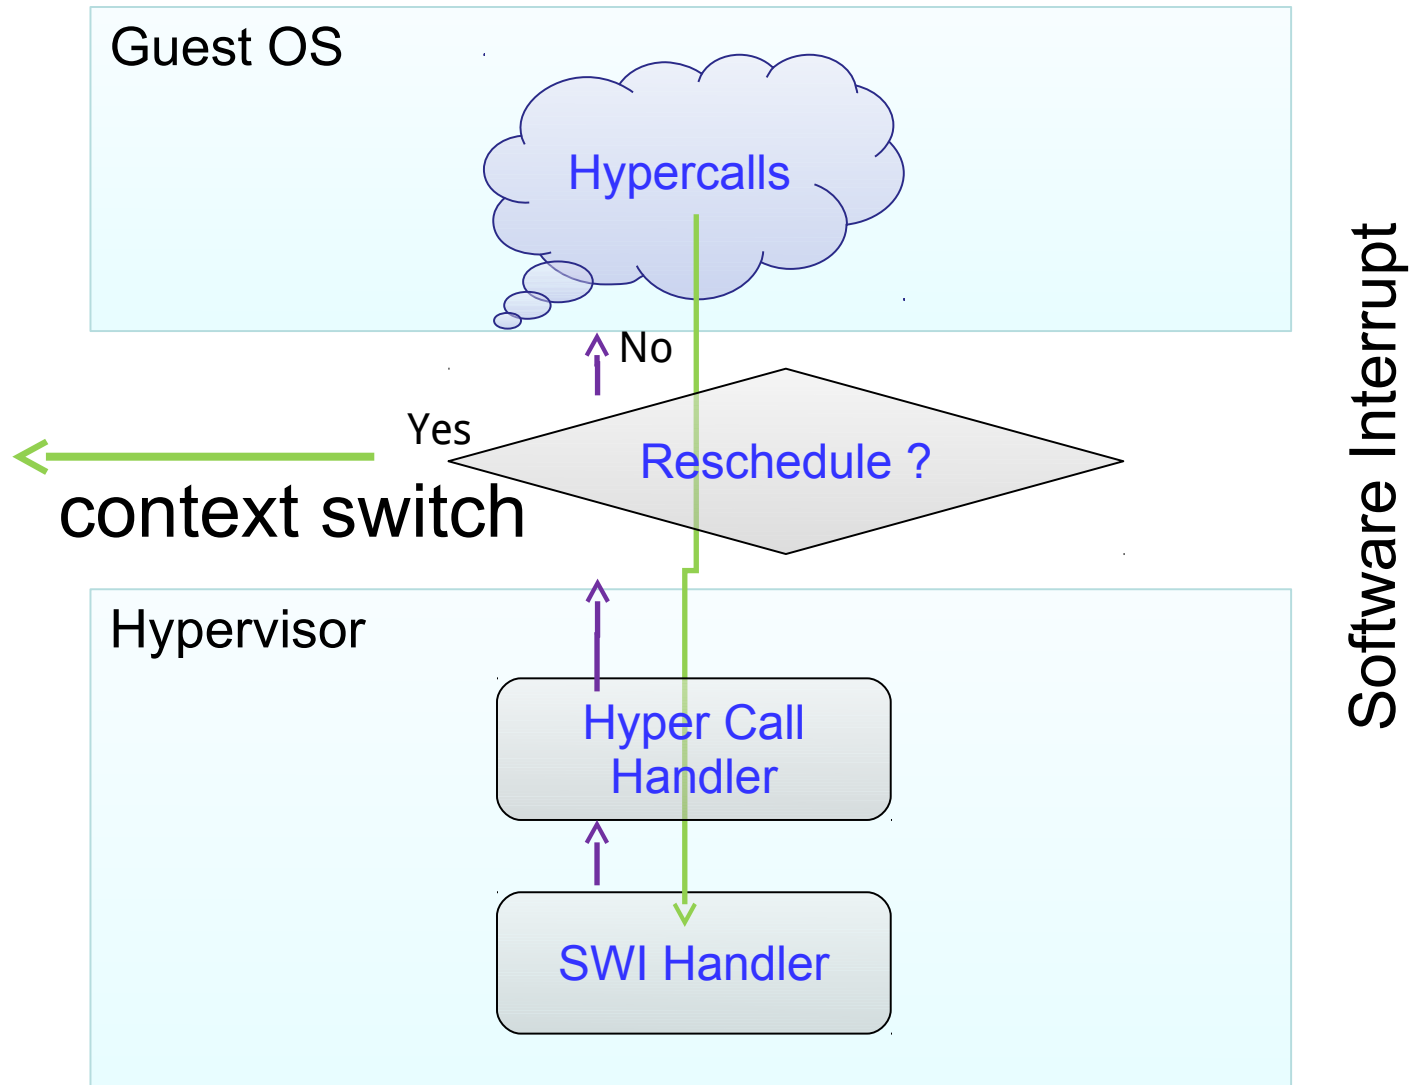 Guest OS
Hypercalls
No
Yes
Reschedule ?
context switch
Hypervisor
Hyper Call
Handler
SWI Handler
Software Interrupt